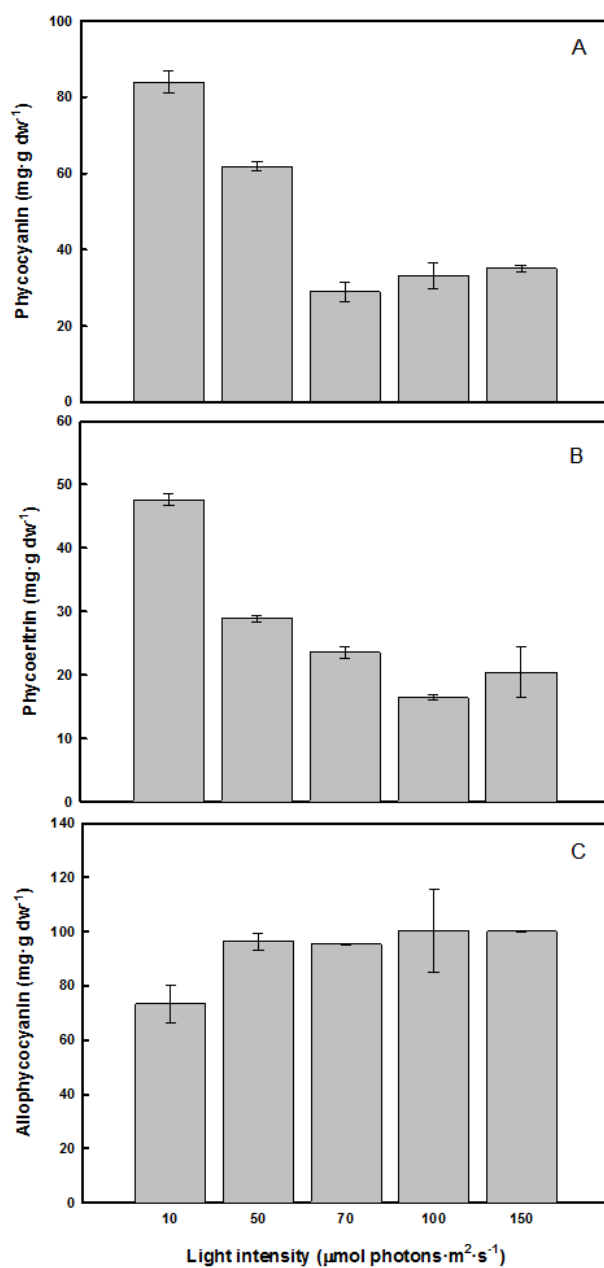 A
Phycocyanin (mg·g dw⁻¹)
100
80
60
40
20
0
B
Phycoeritrin (mg·g dw⁻¹)
60
50
40
30
20
10
0
C
Allophycocyanin (mg·g dw⁻¹)
140
120
100
80
60
40
20
0
10 50 70 100 150
Light intensity (μmol photons·m²·s⁻¹)